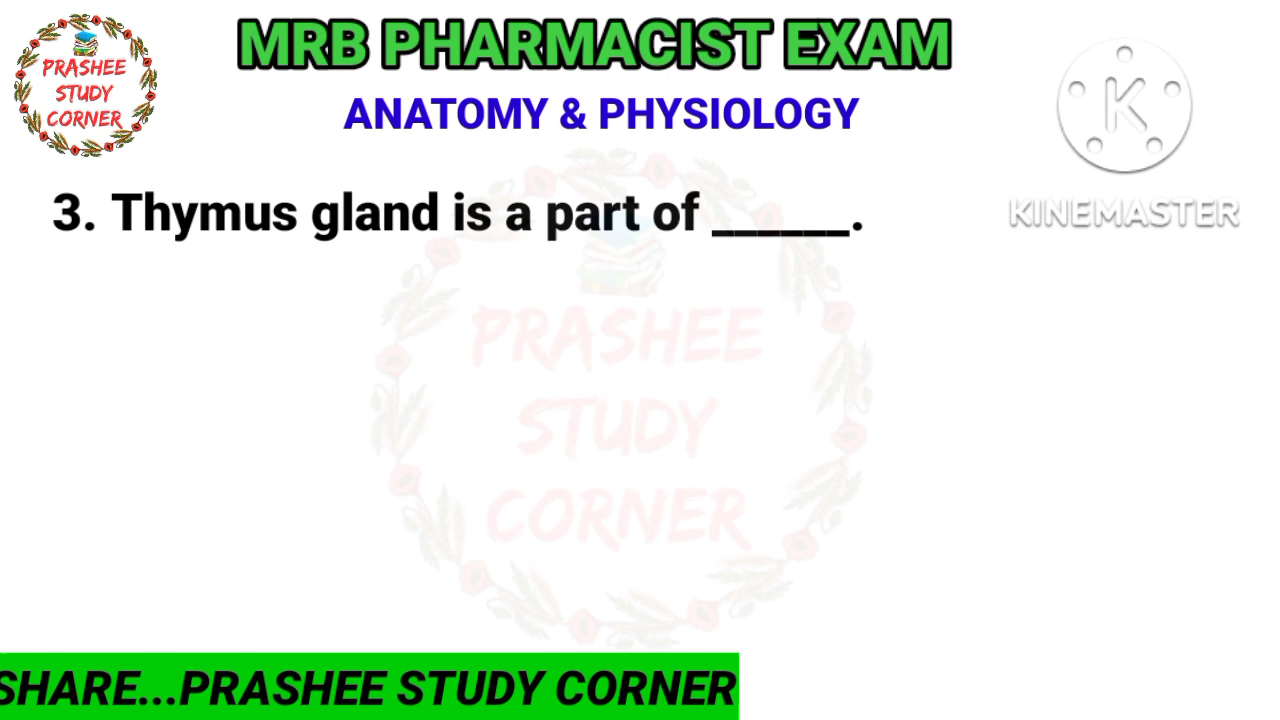 PRASHEE
STUDY
CORNER
MRB PHARMACIST EXAM
ANATOMY & PHYSIOLOGY
K
KINEMASTER
3. Thymus gland is a part of ______.
PRASHEE
STUDY
CORNER
SHARE...PRASHEE STUDY CORNER